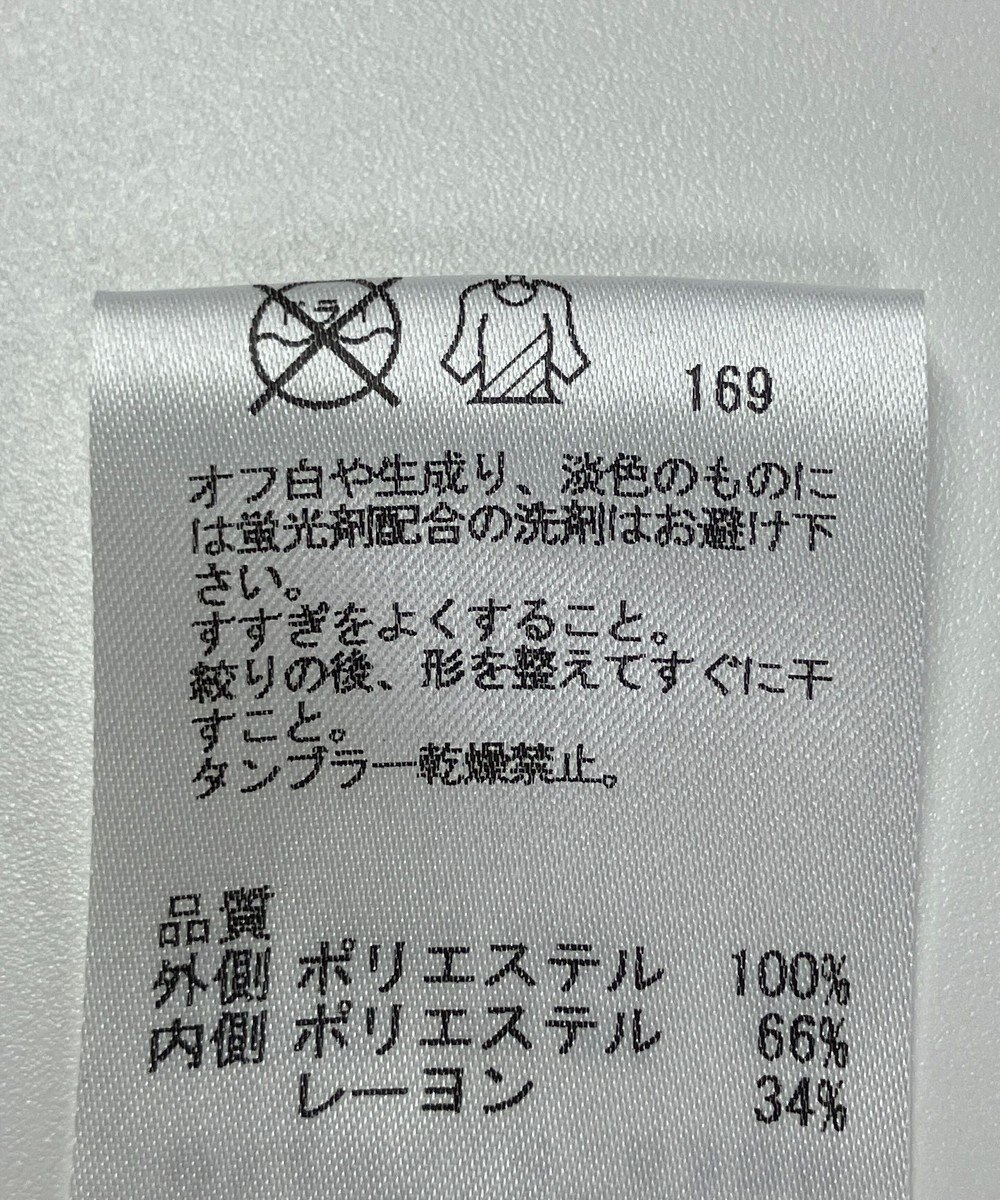 ドライ
169
オフ白や生成り、淡色のものに
は蛍光剤配合の洗剤はお避け下
さい。
すすぎをよくすること。
絞りの後、形を整えてすぐに干
すこと。
タンブラー乾燥禁止。
品質
外側 ポリエステル 100%
内側 ポリエステル 66%
レーヨン 34%